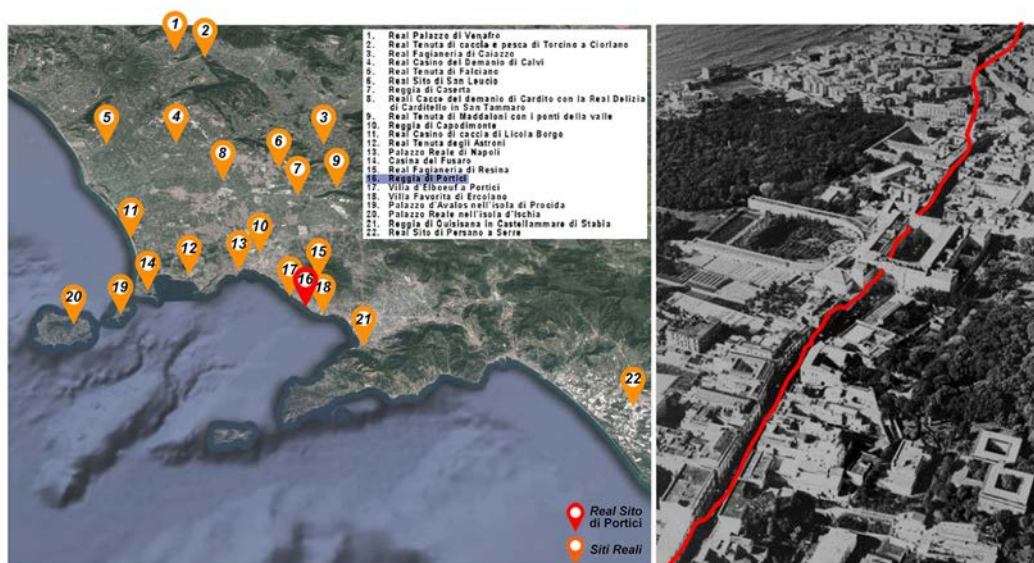 1
2
1. Real Palazzo di Venafro
2. Real Tenuta di caccia e pesca di Torcino a Ciorlano
3. Real Fagianeria di Caiazzo
4. Real Casino del Demanio di Calvi
5. Real Tenuta di Falciano
6. Real Sito di San Leucio
7. Reggia di Caserta
8. Reali Cacce del demanio di Cardito con la Real Delizia
di Carditello in San Tammaro
9. Real Tenuta di Maddaloni con i ponti della valle
10. Reggia di Capodimonte
11. Real Casino di caccia di Licola Borgo
12. Real Tenuta degli Astroni
13. Palazzo Reale di Napoli
14. Casina del Fusaro
15. Real Fagianeria di Resina
16. Reggia di Portici
17. Villa d'Elboeuf a Portici
18. Villa Favorita di Ercolano
19. Palazzo d'Avalos nell'isola di Procida
20. Palazzo Reale nell'isola d'Ischia
21. Reggia di Quisisana in Castellammare di Stabia
22. Real Sito di Persano a Serre
5
4
3
6
8
9
7
11
10
13
12
15
14
17
16
18
19
20
21
22
Real Sito
di Portici
Siti Reali